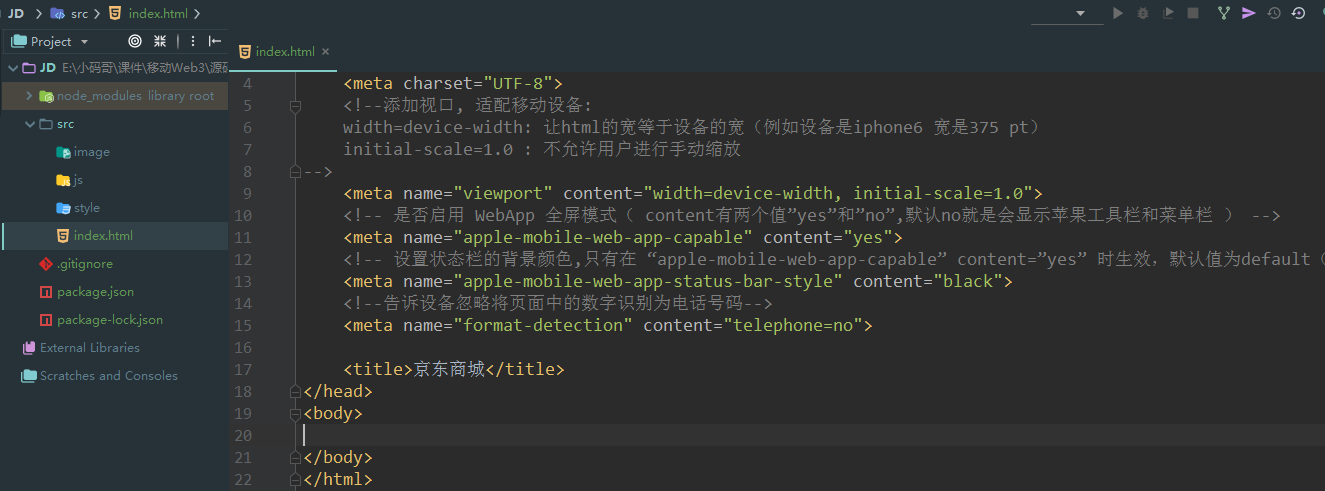 JD src index.html
Project
index.html
JD E:\小码哥\课件\移动Web3\源码
node_modules library root
src
image
js
style
index.html
.gitignore
package.json
package-lock.json
External Libraries
Scratches and Consoles
4 <meta charset="UTF-8">
5 <!--添加视口, 适配移动设备:
6 width=device-width: 让html的宽等于设备的宽（例如设备是iphone6 宽是375 pt）
7 initial-scale=1.0 : 不允许用户进行手动缩放
8 -->
9 <meta name="viewport" content="width=device-width, initial-scale=1.0">
10 <!-- 是否启用 WebApp 全屏模式（ content有两个值”yes”和”no”,默认no就是会显示苹果工具栏和菜单栏 ） -->
11 <meta name="apple-mobile-web-app-capable" content="yes">
12 <!-- 设置状态栏的背景颜色,只有在 “apple-mobile-web-app-capable” content=”yes” 时生效，默认值为default（
13 <meta name="apple-mobile-web-app-status-bar-style" content="black">
14 <!--告诉设备忽略将页面中的数字识别为电话号码-->
15 <meta name="format-detection" content="telephone=no">
16
17 <title>京东商城</title>
18 </head>
19 <body>
20
21 </body>
22 </html>